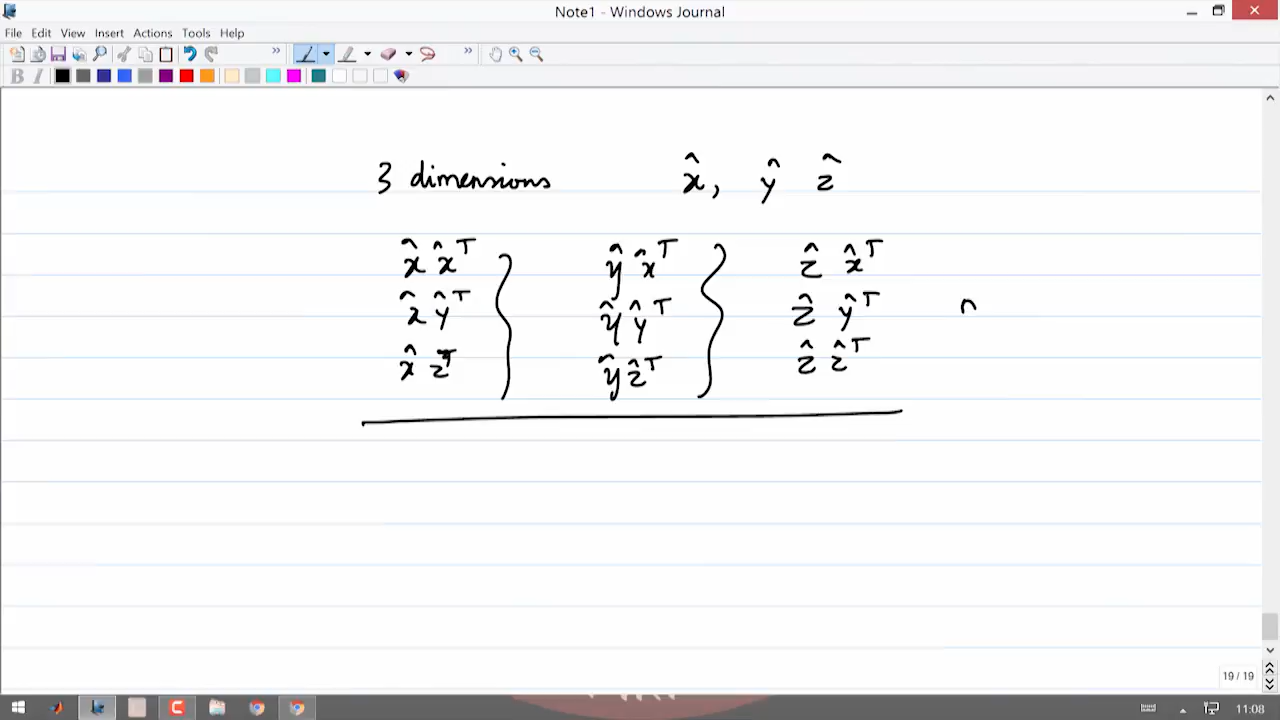 Note1 - Windows Journal
File Edit View Insert Actions Tools Help
3 dimensions x̂, ŷ ẑ
x̂ x̂ᵀ ŷ x̂ᵀ ẑ x̂ᵀ
x̂ ŷᵀ ŷ ŷᵀ ẑ ŷᵀ n
x̂ ẑᵀ ŷ ẑᵀ ẑ ẑᵀ
19 / 19
11:08